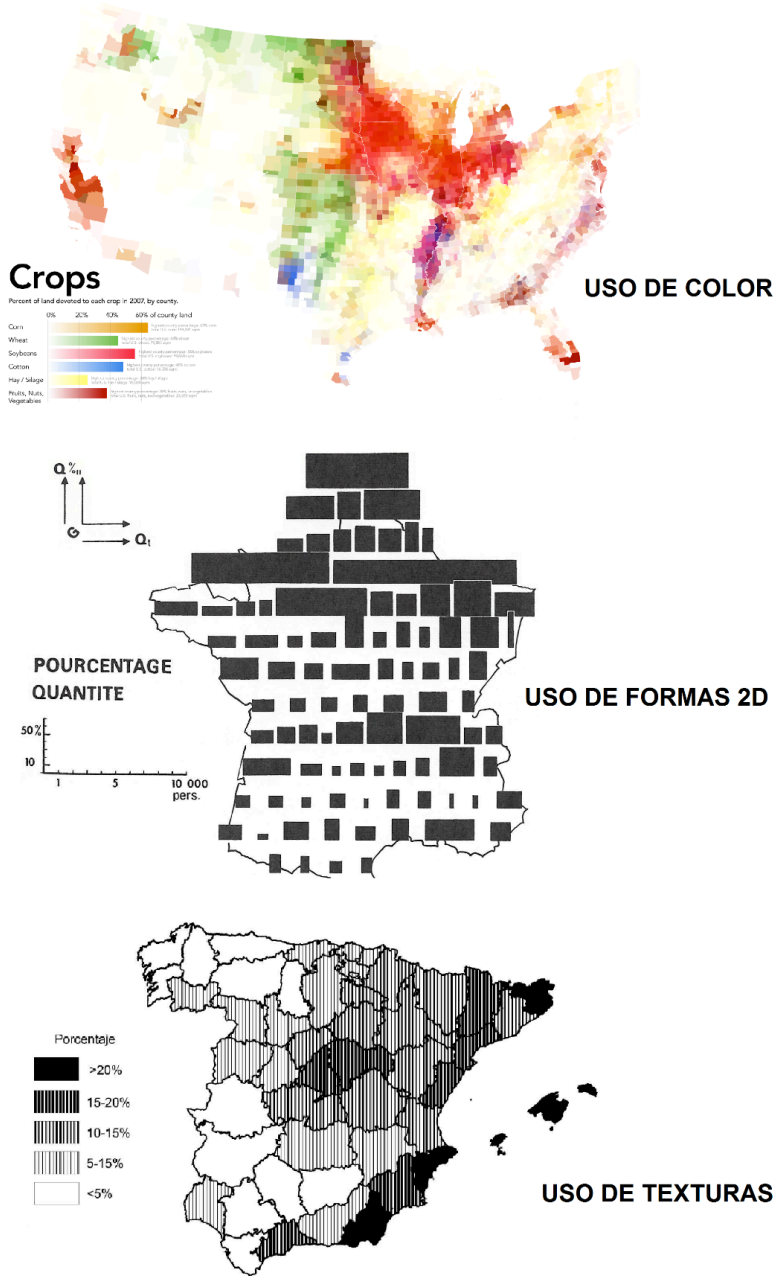 USO DE COLOR
Crops
Percent of land devoted to each crop in 2007, by county.
0% 20% 40% 60% of county land
Corn
Wheat
Soybeans
Cotton
Hay / Silage
Fruits, Nuts,
Vegetables
Q %
G Qt
POURCENTAGE
QUANTITE
USO DE FORMAS 2D
50%
10
1 5 10 000
pers.
Porcentaje
>20%
15-20%
10-15%
5-15%
<5%
USO DE TEXTURAS